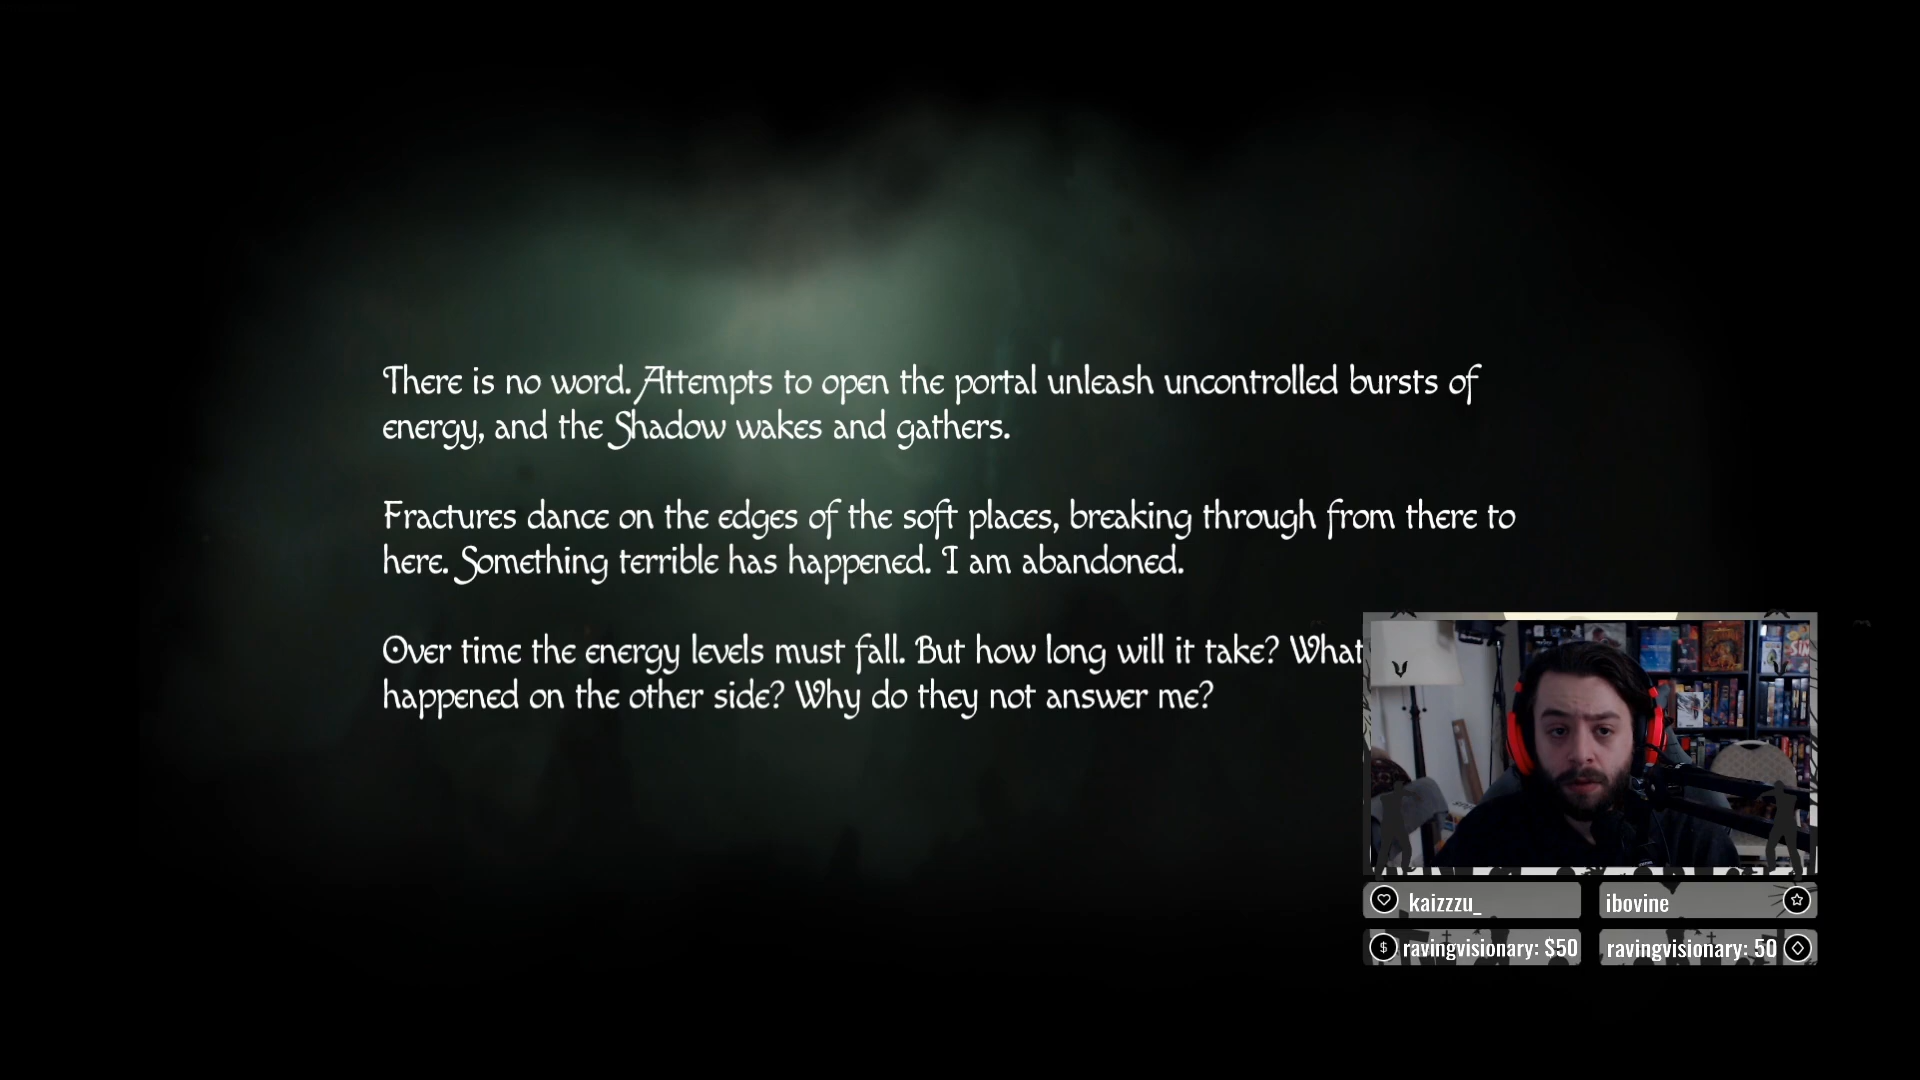 There is no word. Attempts to open the portal unleash uncontrolled bursts of
energy, and the Shadow wakes and gathers.
Fractures dance on the edges of the soft places, breaking through from there to
here. Something terrible has happened. I am abandoned.
Over time the energy levels must fall. But how long will it take? What
happened on the other side? Why do they not answer me?
kaizzzu_
ibovine
$ ravingvisionary: $50
ravingvisionary: 50